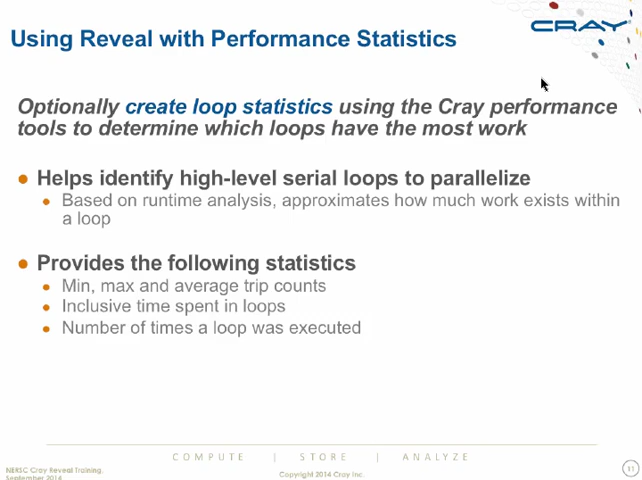 Using Reveal with Performance Statistics
CRAY
Optionally create loop statistics using the Cray performance
tools to determine which loops have the most work
● Helps identify high-level serial loops to parallelize
● Based on runtime analysis, approximates how much work exists within
a loop
● Provides the following statistics
● Min, max and average trip counts
● Inclusive time spent in loops
● Number of times a loop was executed
COMPUTE | STORE | ANALYZE
NERSC Cray Reveal Training.
September 2014
Copyright 2014 Cray Inc.
11